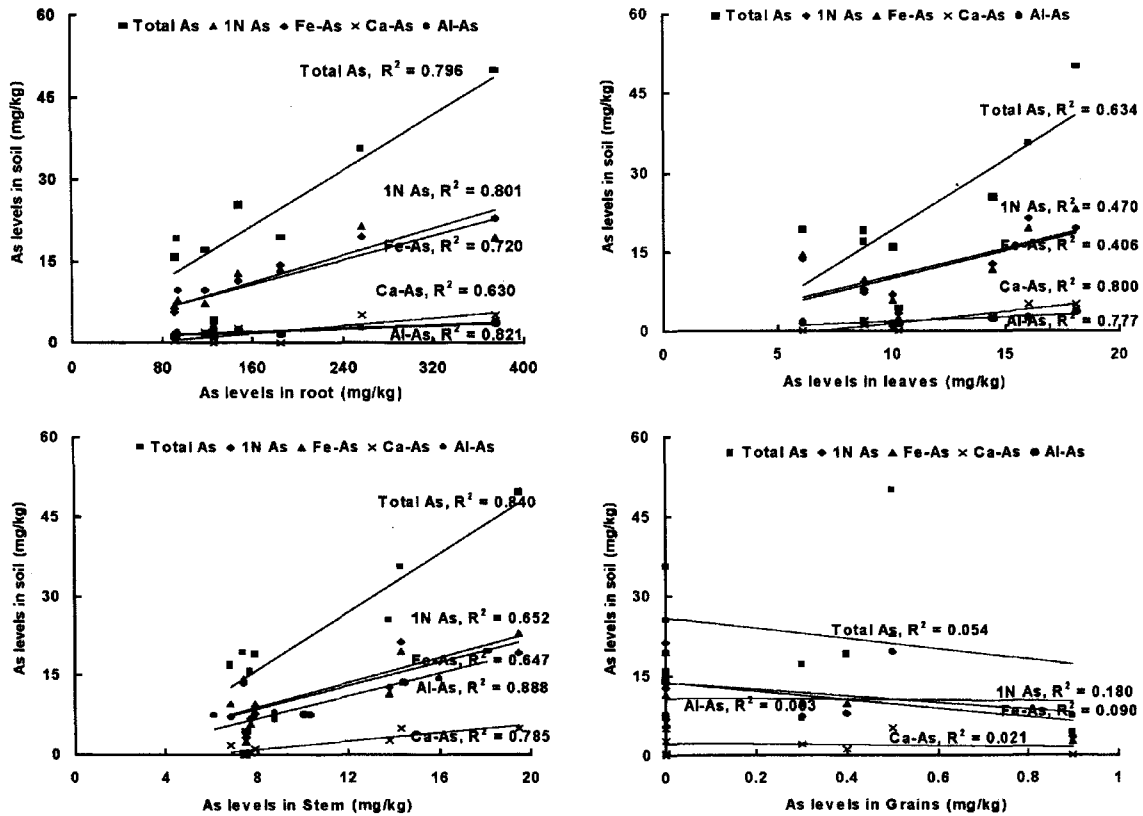 ■ Total As ▲ 1N As ◆ Fe-As × Ca-As ● Al-As
As levels in soil (mg/kg)
60
45
30
15
0
Total As, R² = 0.796
1N As, R² = 0.801
Fe-As, R² = 0.720
Ca-As, R² = 0.630
Al-As, R² = 0.821
0 80 160 240 320 400
As levels in root (mg/kg)
■ Total As ◆ 1N As ▲ Fe-As × Ca-As ● Al-As
As levels in soil (mg/kg)
60
45
30
15
0
Total As, R² = 0.634
1N As, R² = 0.470
Fe-As, R² = 0.406
Ca-As, R² = 0.800
Al-As, R² = 0.777
0 5 10 15 20
As levels in leaves (mg/kg)
■ Total As ◆ 1N As ▲ Fe-As × Ca-As ● Al-As
As levels in soil (mg/kg)
60
45
30
15
0
Total As, R² = 0.840
1N As, R² = 0.652
Fe-As, R² = 0.647
Al-As, R² = 0.888
Ca-As, R² = 0.785
0 4 8 12 16 20
As levels in Stem (mg/kg)
■ Total As ◆ 1N As ▲ Fe-As × Ca-As ● Al-As
As levels in soil (mg/kg)
60
45
30
15
0
Total As, R² = 0.054
1N As, R² = 0.180
Al-As, R² = 0.003
Fe-As, R² = 0.090
Ca-As, R² = 0.021
0 0.2 0.4 0.6 0.8 1
As levels in Grains (mg/kg)